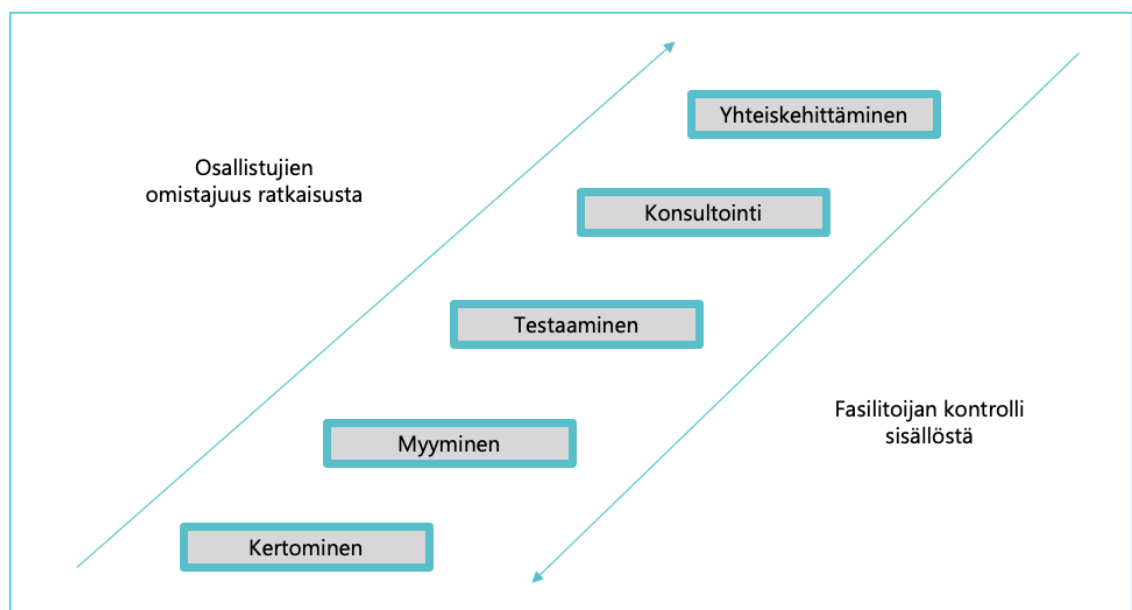 Yhteiskehittäminen
Osallistujien
omistajuus ratkaisusta
Konsultointi
Testaaminen
Fasilitoijan kontrolli
sisällöstä
Myyminen
Kertominen